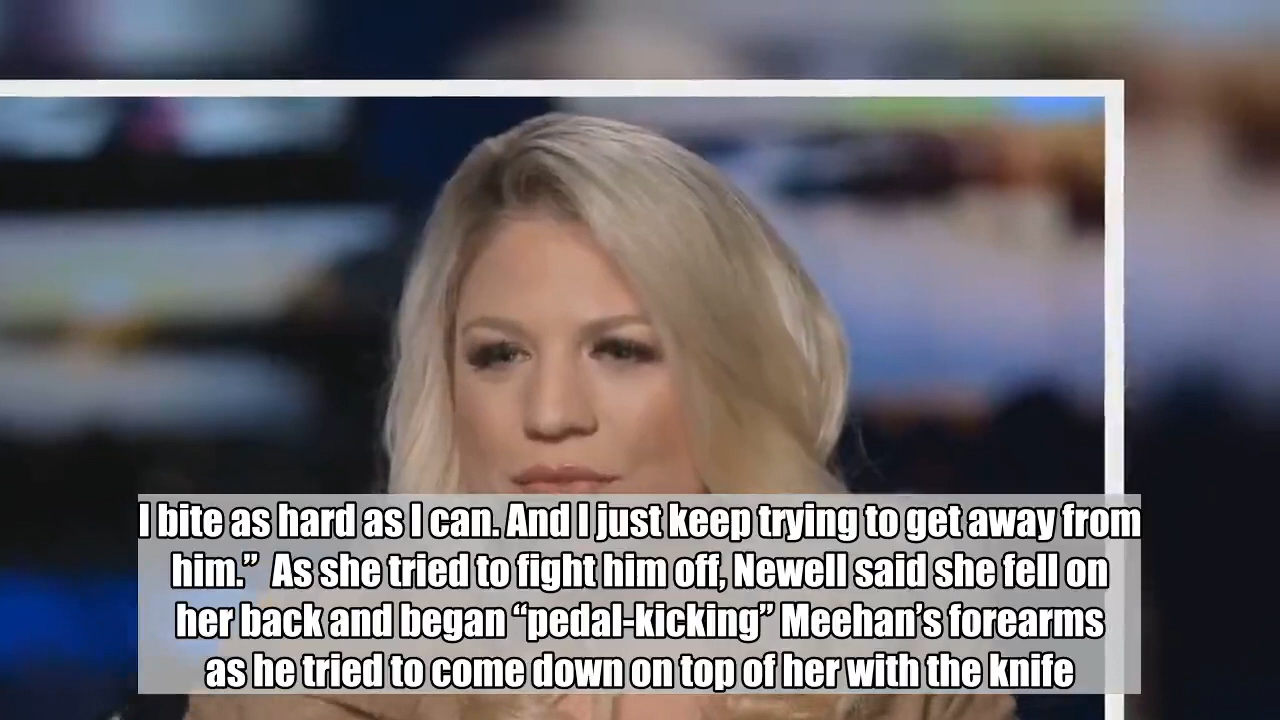 I bite as hard as I can. And I just keep trying to get away from
him.”  As she tried to fight him off, Newell said she fell on
her back and began “pedal-kicking” Meehan’s forearms
as he tried to come down on top of her with the knife